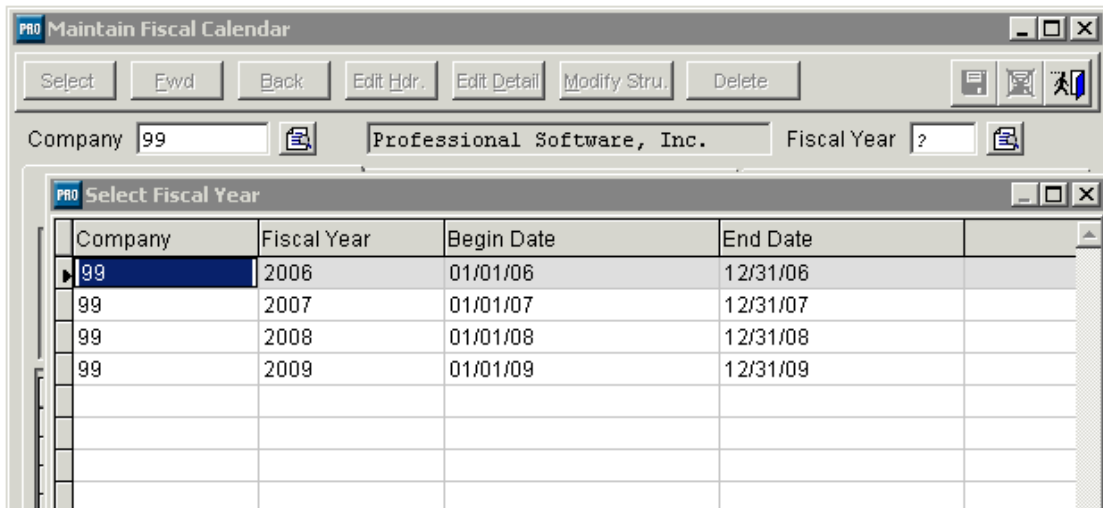 PRO Maintain Fiscal Calendar
Select Fwd Back Edit Hdr. Edit Detail Modify Stru. Delete
Company 99 Professional Software, Inc. Fiscal Year ?
PRO Select Fiscal Year
Company Fiscal Year Begin Date End Date
99 2006 01/01/06 12/31/06
99 2007 01/01/07 12/31/07
99 2008 01/01/08 12/31/08
99 2009 01/01/09 12/31/09